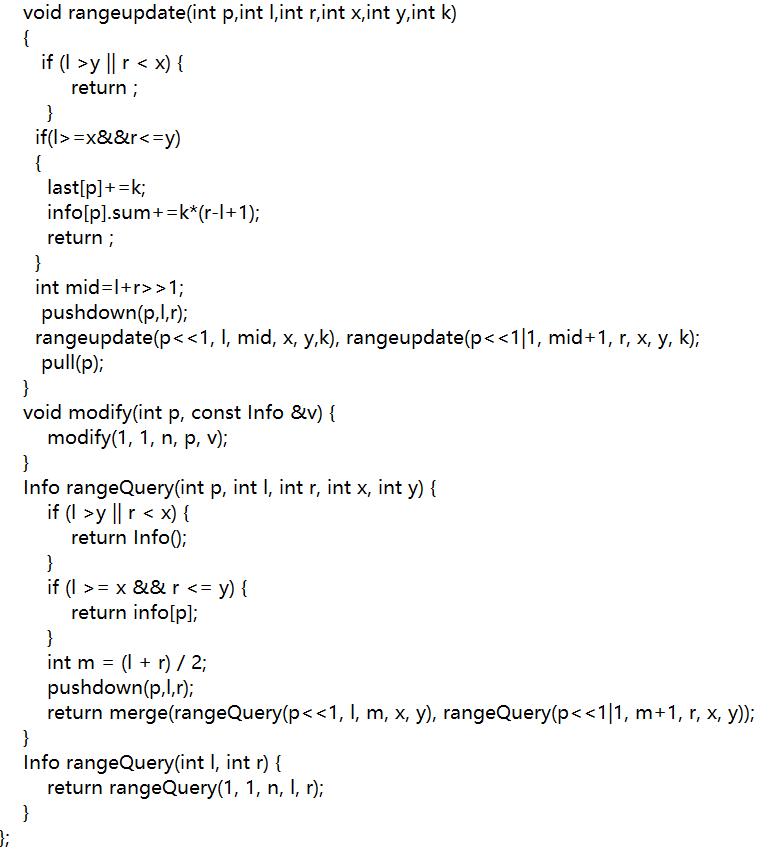 void rangeupdate(int p,int l,int r,int x,int y,int k)
{
if (l >y || r < x) {
return ;
}
if(l>=x&&r<=y)
{
last[p]+=k;
info[p].sum+=k*(r-l+1);
return ;
}
int mid=l+r>>1;
pushdown(p,l,r);
rangeupdate(p<<1, l, mid, x, y,k), rangeupdate(p<<1|1, mid+1, r, x, y, k);
pull(p);
}
void modify(int p, const Info &v) {
modify(1, 1, n, p, v);
}
Info rangeQuery(int p, int l, int r, int x, int y) {
if (l >y || r < x) {
return Info();
}
if (l >= x && r <= y) {
return info[p];
}
int m = (l + r) / 2;
pushdown(p,l,r);
return merge(rangeQuery(p<<1, l, m, x, y), rangeQuery(p<<1|1, m+1, r, x, y));
}
Info rangeQuery(int l, int r) {
return rangeQuery(1, 1, n, l, r);
}
};